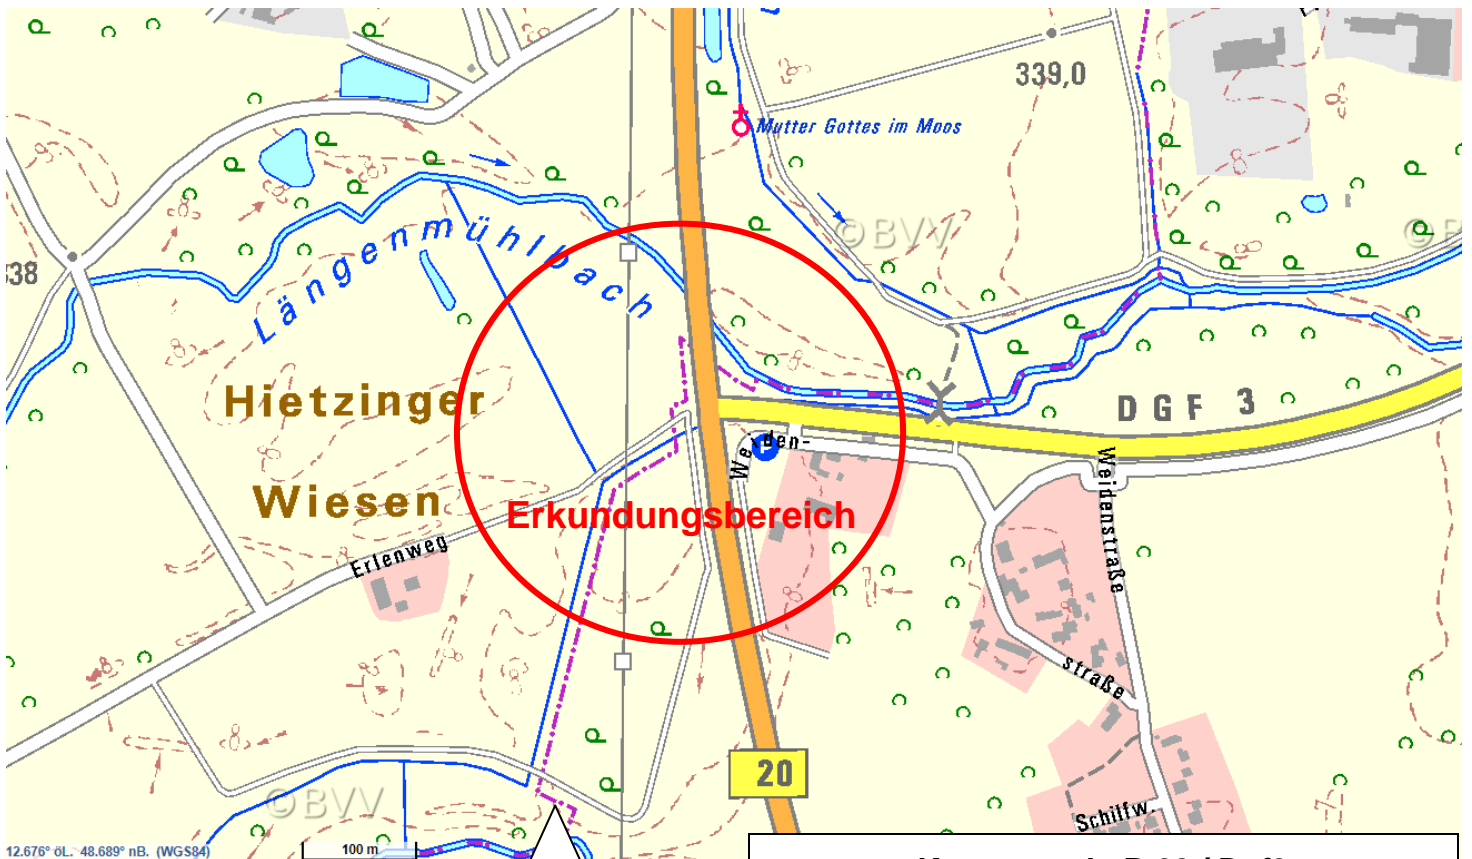 339,0
Mutter Gottes im Moos
©BVV
Längenmühlbach
38
Hietzinger
Wiesen
DGF 3
Weiden-
P
Erkundungsbereich
Erlenweg
Weidenstraße
straße
20
©BVV
Schilfw.
12.676° öL. 48.689° nB. (WGS84)
100 m